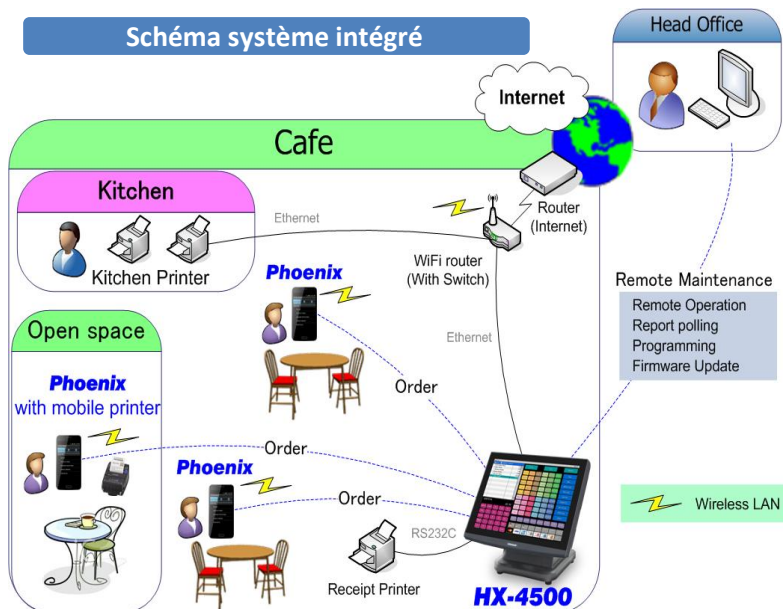 Schéma système intégré
Head Office
Internet
Cafe
Kitchen
Kitchen Printer
Ethernet
Router
(Internet)
WiFi router
(With Switch)
Remote Maintenance
Remote Operation
Report polling
Programming
Firmware Update
Phoenix
Open space
Ethernet
Order
Phoenix
with mobile printer
Order
Phoenix
Order
Wireless LAN
RS232C
Receipt Printer
HX-4500